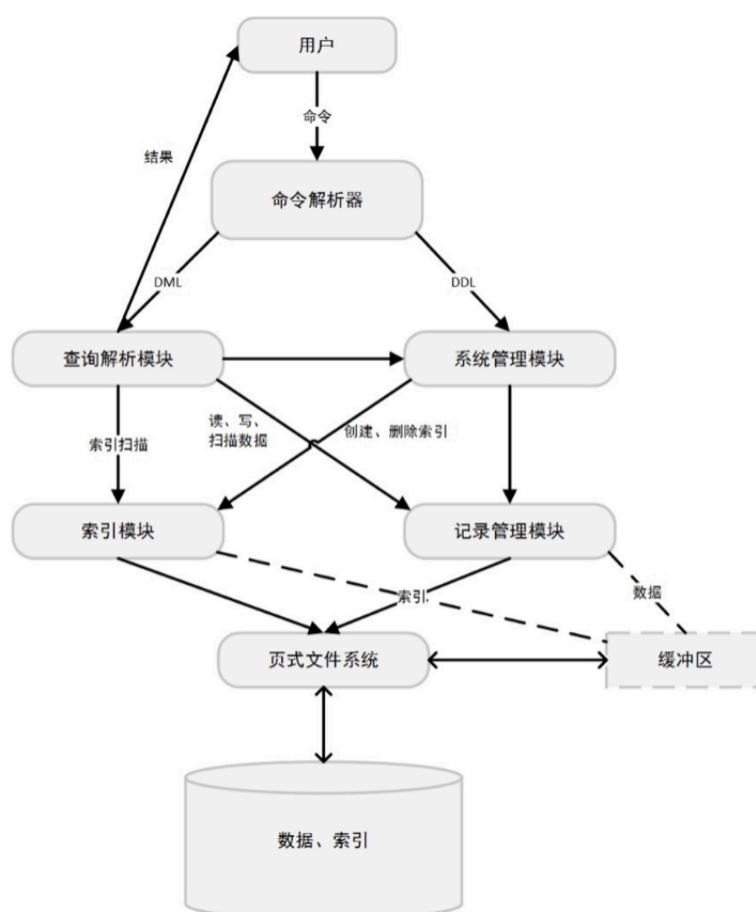 用户
命令
结果
命令解析器
DML
DDL
查询解析模块
系统管理模块
读、写、
扫描数据
创建、删除索引
索引扫描
索引模块
记录管理模块
索引
数据
页式文件系统
缓冲区
数据、索引